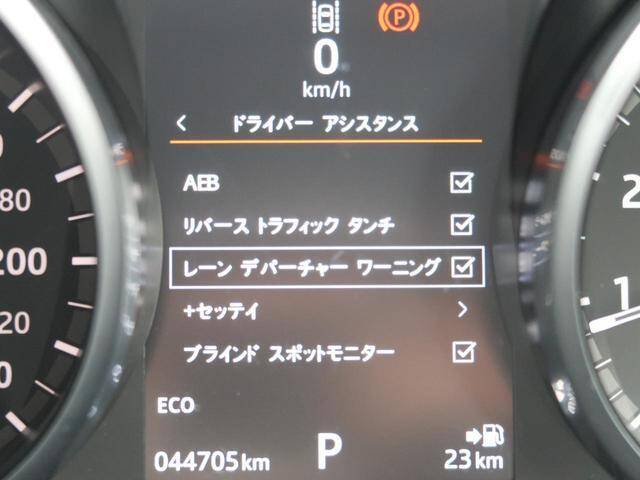 P
0
km/h
ドライバー アシスタンス
AEB
リバース トラフィック タンチ
レーン デパーチャー ワーニング
+セッテイ
ブラインド スポットモニター
ECO
044705km
P
23km
80
200
20
0
2
1